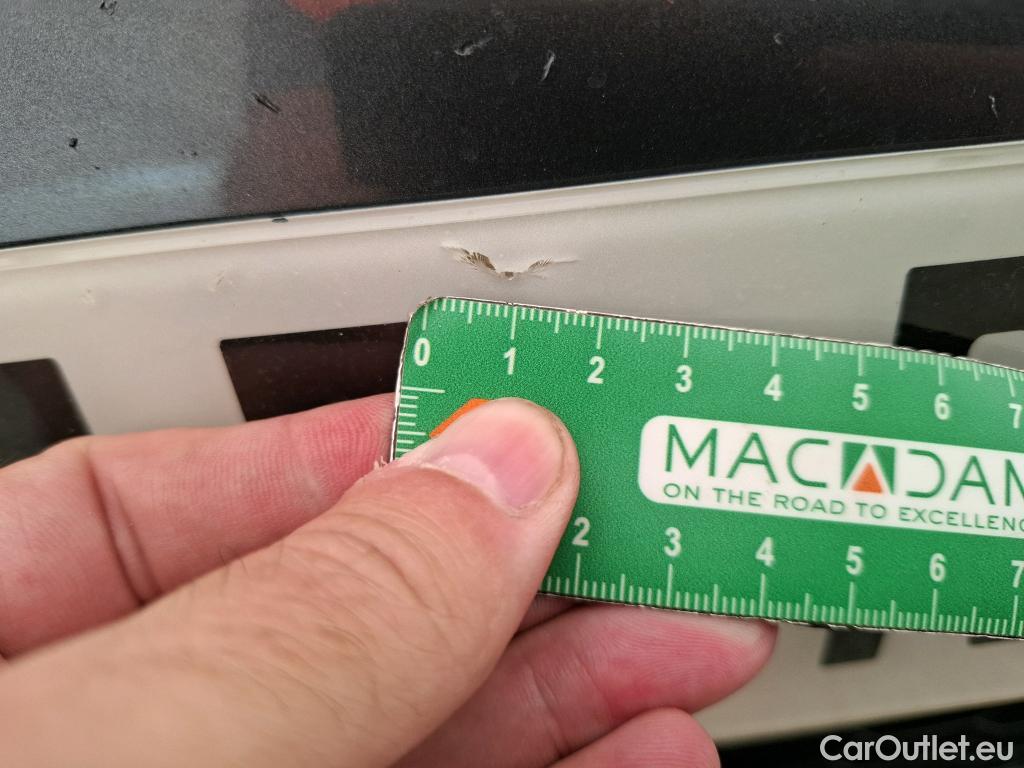 0 1 2 3 4 5 6 7
MACADAM
ON THE ROAD TO EXCELLENC
2 3 4 5 6 7
CarOutlet.eu